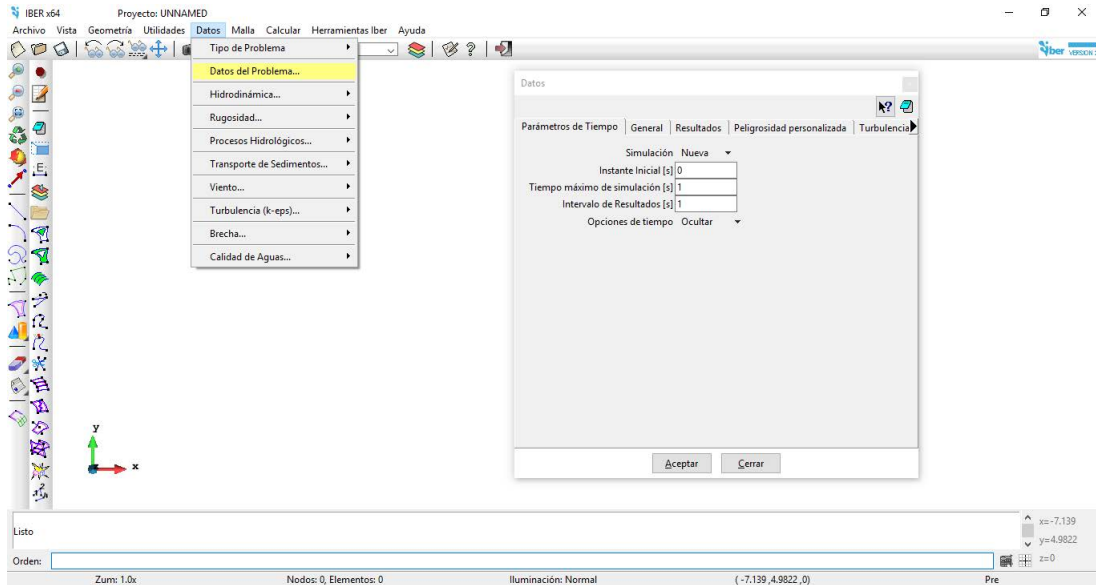 IBER x64 Proyecto: UNNAMED
Archivo Vista Geometría Utilidades Datos Malla Calcular Herramientas Iber Ayuda
Iber VERSION 2
Tipo de Problema
Datos del Problema...
Hidrodinámica...
Rugosidad...
Procesos Hidrológicos...
Transporte de Sedimentos...
Viento...
Turbulencia (k-eps)...
Brecha...
Calidad de Aguas...
Datos
Parámetros de Tiempo General Resultados Peligrosidad personalizada Turbulencia
Simulación Nueva
Instante Inicial [s] 0
Tiempo máximo de simulación [s] 1
Intervalo de Resultados [s] 1
Opciones de tiempo Ocultar
Aceptar Cerrar
E
y
x
Listo
x=-7.139
y=4.9822
z=0
Orden:
Zum: 1.0x Nodos: 0, Elementos: 0 Iluminación: Normal (-7.139,4.9822,0) Pre